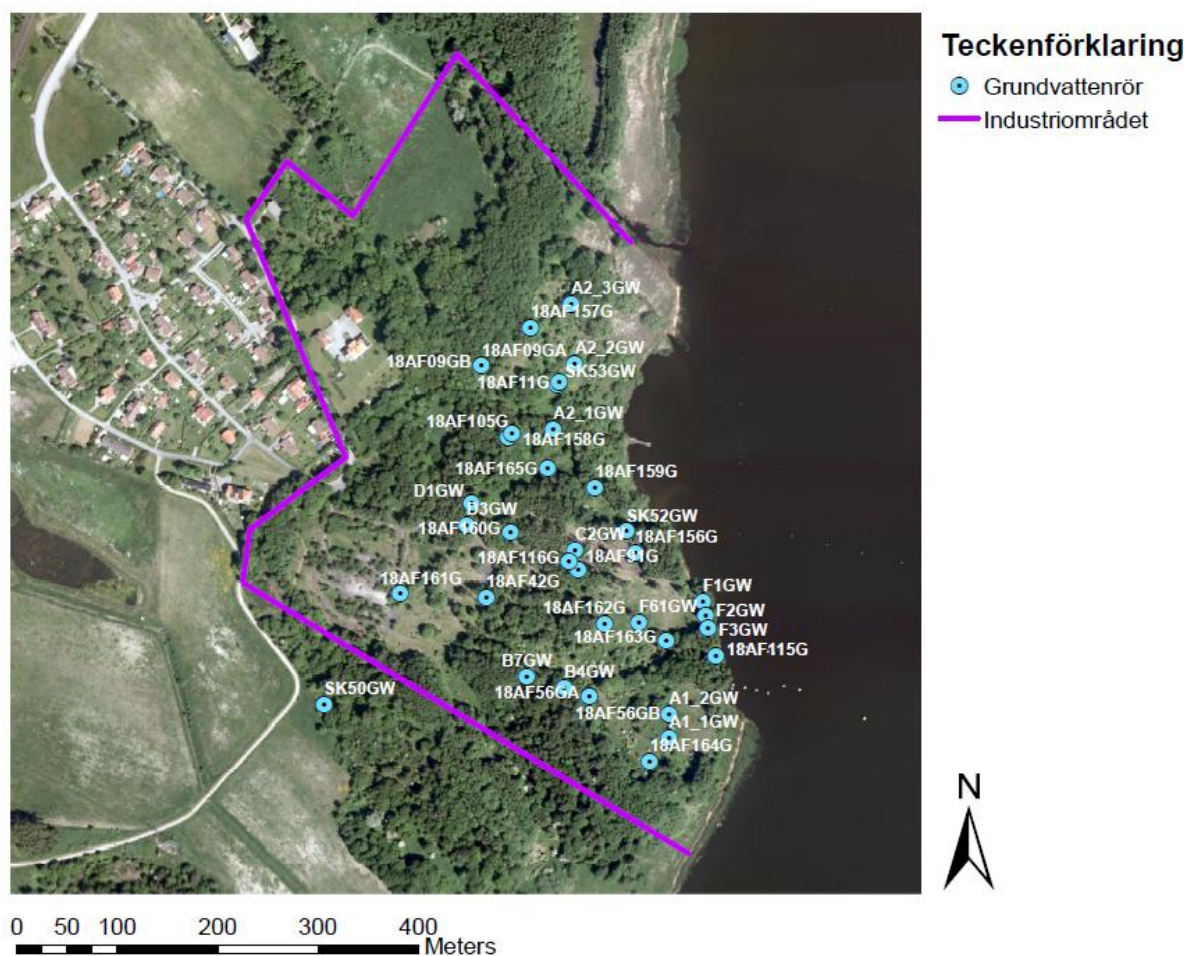 Teckenförklaring
Grundvattenrör
Industriområdet
A2_3GW
18AF157G
18AF09GA
A2_2GW
18AF09GB
SK53GW
18AF11G
A2_1GW
18AF105G
18AF158G
18AF165G
18AF159G
D1GW
D3GW
SK52GW
18AF160G
18AF156G
C2GW
18AF116G
18AF91G
18AF161G
18AF42G
F1GW
18AF162G
F61GW
F2GW
F3GW
18AF163G
18AF115G
B7GW
B4GW
18AF56GA
SK50GW
A1_2GW
18AF56GB
A1_1GW
18AF164G
N
0 50 100 200 300 400
Meters